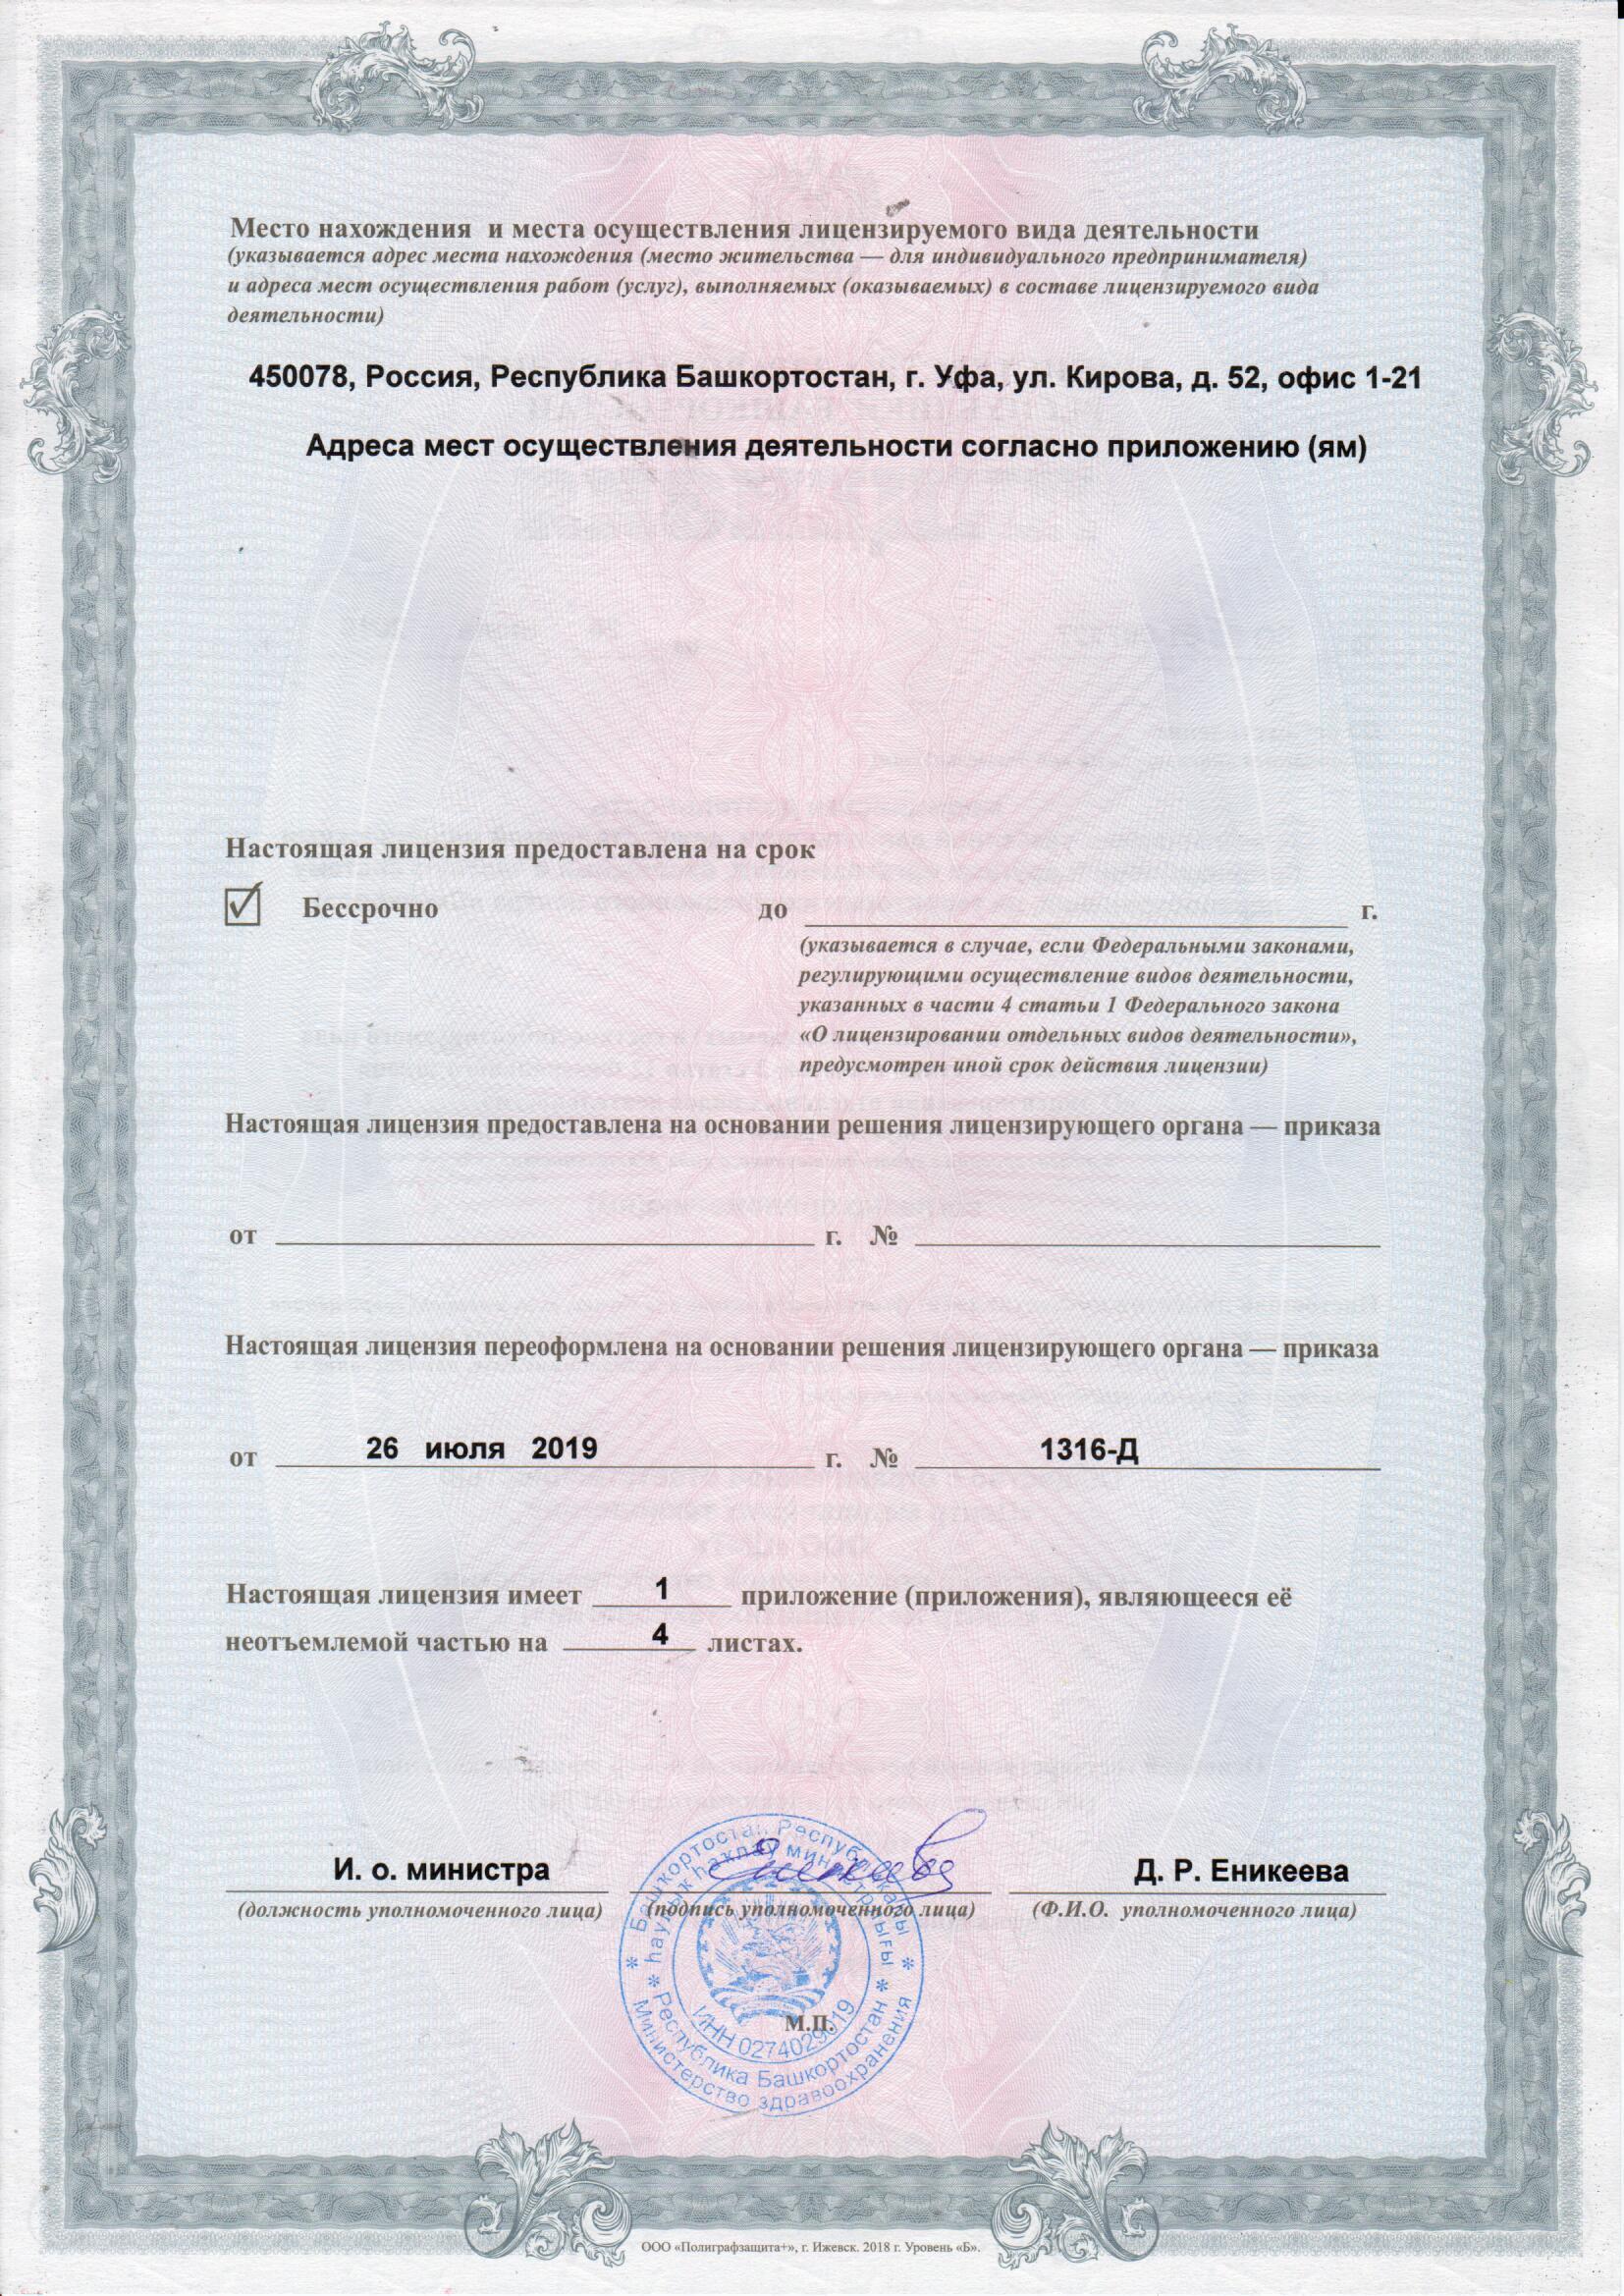 Место нахождения и места осуществления лицензируемого вида деятельности
(указывается адрес места нахождения (место жительства — для индивидуального предпринимателя)
и адреса мест осуществления работ (услуг), выполняемых (оказываемых) в составе лицензируемого вида
деятельности)
450078, Россия, Республика Башкортостан, г. Уфа, ул. Кирова, д. 52, офис 1-21
Адреса мест осуществления деятельности согласно приложению (ям)
Настоящая лицензия предоставлена на срок
Бессрочно до г.
(указывается в случае, если Федеральными законами,
регулирующими осуществление видов деятельности,
указанных в части 4 статьи 1 Федерального закона
«О лицензировании отдельных видов деятельности»,
предусмотрен иной срок действия лицензии)
Настоящая лицензия предоставлена на основании решения лицензирующего органа — приказа
от г. №
Настоящая лицензия переоформлена на основании решения лицензирующего органа — приказа
от 26 июля 2019 г. № 1316-Д
Настоящая лицензия имеет 1 приложение (приложения), являющееся её
неотъемлемой частью на 4 листах.
И. о. министра Д. Р. Еникеева
(должность уполномоченного лица) (подпись уполномоченного лица) (Ф.И.О. уполномоченного лица)
Башҡортостан Республикаһы
һаулыҡ һаҡлау министрлығы
М.П.
ИНН 0274029019
Республика Башкортостан
Министерство здравоохранения
ООО «Полиграфзащита+», г. Ижевск. 2018 г. Уровень «Б».